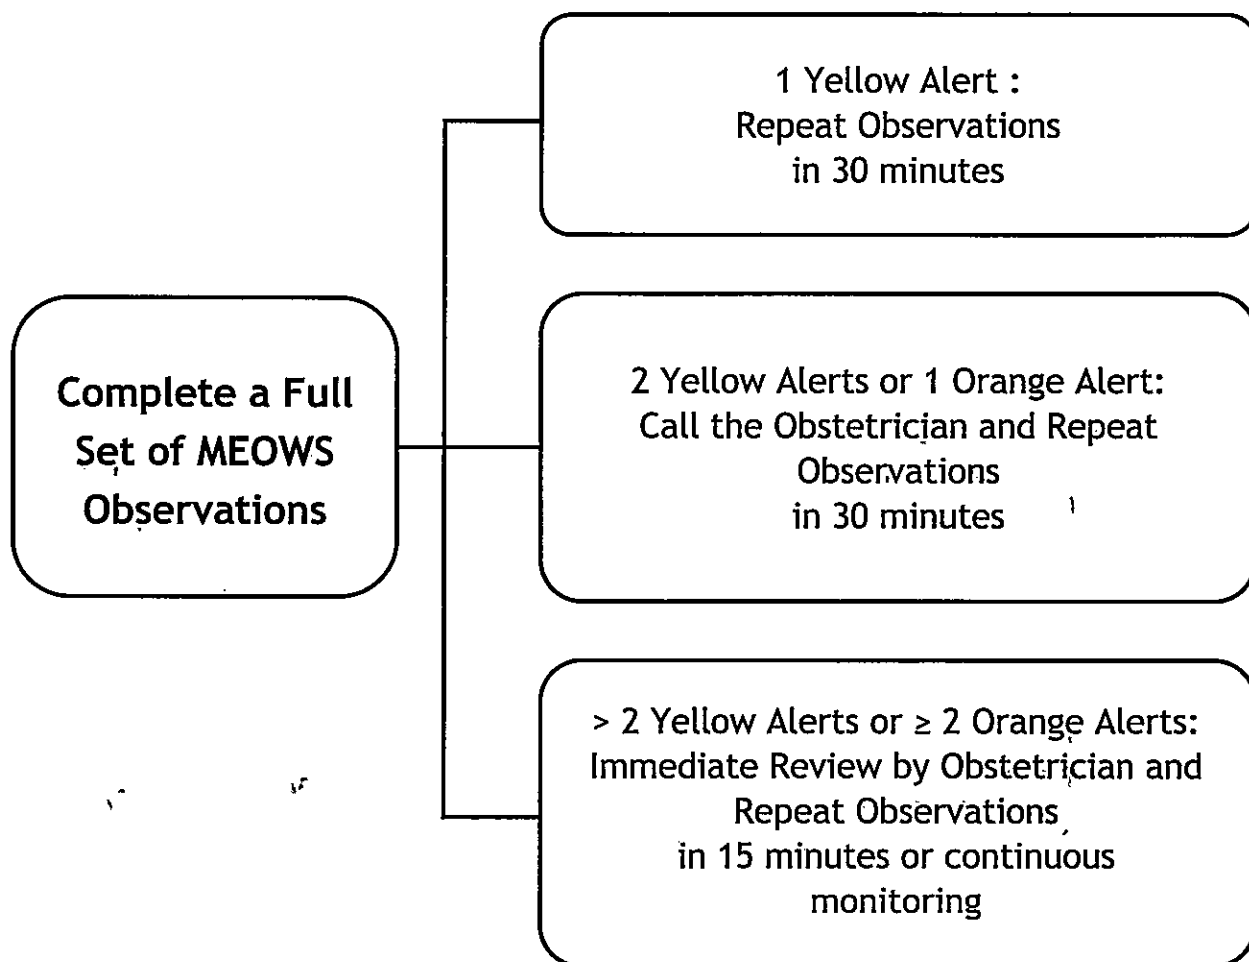 1 Yellow Alert :
Repeat Observations
in 30 minutes
Complete a Full
Set of MEOWS
Observations
2 Yellow Alerts or 1 Orange Alert:
Call the Obstetrician and Repeat
Observations
in 30 minutes
> 2 Yellow Alerts or ≥ 2 Orange Alerts:
Immediate Review by Obstetrician and
Repeat Observations
in 15 minutes or continuous
monitoring